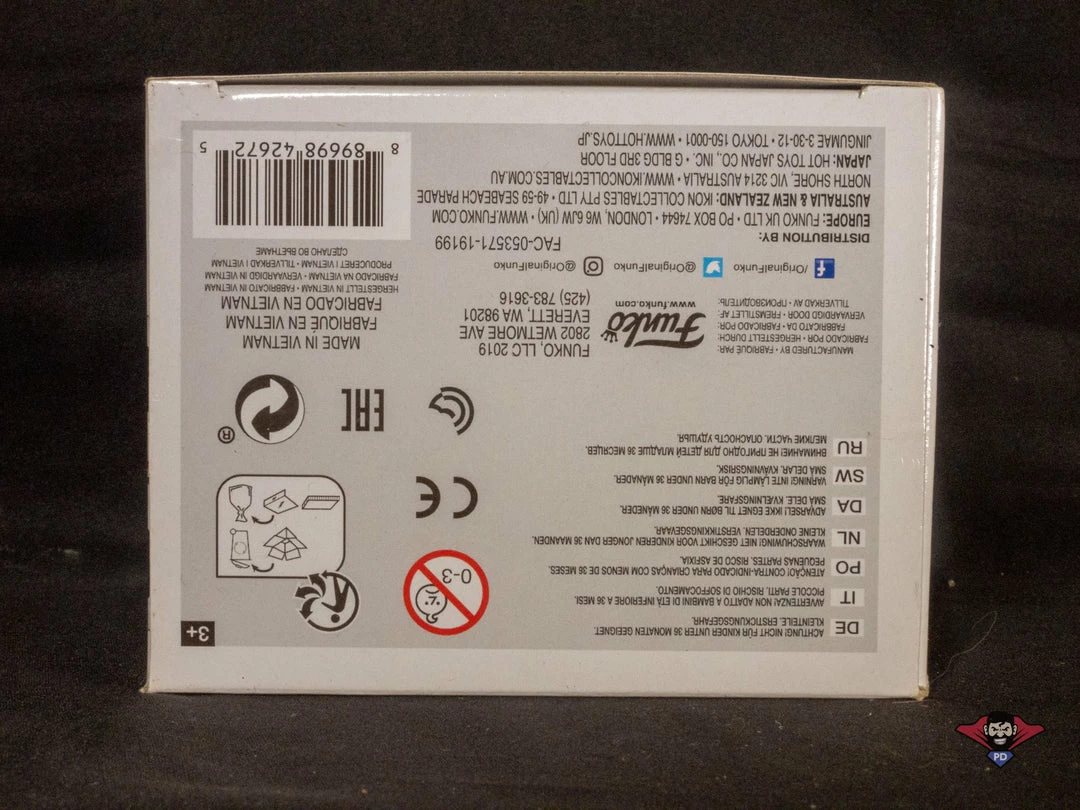 DE
ACHTUNG! NICHT FÜR KINDER UNTER 36 MONATEN GEEIGNET.
KLEINTEILE. ERSTICKUNGSGEFAHR.
IT
AVVERTENZA! NON ADATTO A BAMBINI DI ETÀ INFERIORE A 36 MESI.
PICCOLE PARTI. RISCHIO DI SOFFOCAMENTO.
PO
ATENÇÃO! CONTRA-INDICADO PARA CRIANÇAS COM MENOS DE 36 MESES.
PEQUENAS PARTES. RISCO DE ASFIXIA.
NL
WAARSCHUWING! NIET GESCHIKT VOOR KINDEREN JONGER DAN 36 MAANDEN.
KLEINE ONDERDELEN. VERSTIKKINGSGEVAAR.
DA
ADVARSEL! IKKE EGNET TIL BØRN UNDER 36 MÅNEDER.
SMÅ DELE. KVÆLNINGSFARE.
SW
VARNING! INTE LÄMPLIG FÖR BARN UNDER 36 MÅNADER.
SMÅ DELAR. KVÄVNINGSRISK.
RU
ВНИМАНИЕ! НЕ ПРИГОДНО ДЛЯ ДЕТЕЙ МЛАДШЕ 36 МЕСЯЦЕВ.
МЕЛКИЕ ЧАСТИ. ОПАСНОСТЬ УДУШЬЯ.
0-3
3+
CE
EAC
®
MANUFACTURED BY • FABRIQUÉ PAR:
FABRICADO POR • HERGESTELLT DURCH:
FABBRICATO DA • FABRICADO POR:
VERVAARDIGD DOOR • FREMSTILLET AF:
TILLVERKAD AV • ПРОИЗВОДИТЕЛЬ:
Funko
www.funko.com
FUNKO, LLC 2019
2802 WETMORE AVE
EVERETT, WA 98201
(425) 783-3616
MADE IN VIETNAM
FABRIQUÉ EN VIETNAM
FABRICADO EN VIETNAM
HERGESTELLT IN VIETNAM • FABBRICATO IN VIETNAM
FABRICADO NA VIETNAM • VERVAARDIGD IN VIETNAM
PRODUCERET I VIETNAM • TILLVERKAD I VIETNAM
СДЕЛАНО ВО ВЬЕТНАМЕ
/OriginalFunko
@OriginalFunko
@OriginalFunko
FAC-053571-19199
DISTRIBUTION BY:
EUROPE: FUNKO UK LTD • PO BOX 74644 • LONDON, W6 6JW (UK) • WWW.FUNKO.COM
AUSTRALIA & NEW ZEALAND: IKON COLLECTABLES PTY LTD • 49-59 SEABEACH PARADE
NORTH SHORE, VIC 3214 AUSTRALIA • WWW.IKONCOLLECTABLES.COM.AU
JAPAN: HOT TOYS JAPAN CO., INC. • G BLDG 3RD FLOOR
JINGUMAE 3-30-12 • TOKYO 150-0001 • WWW.HOTTOYS.JP
8 89698 42672 5
PD